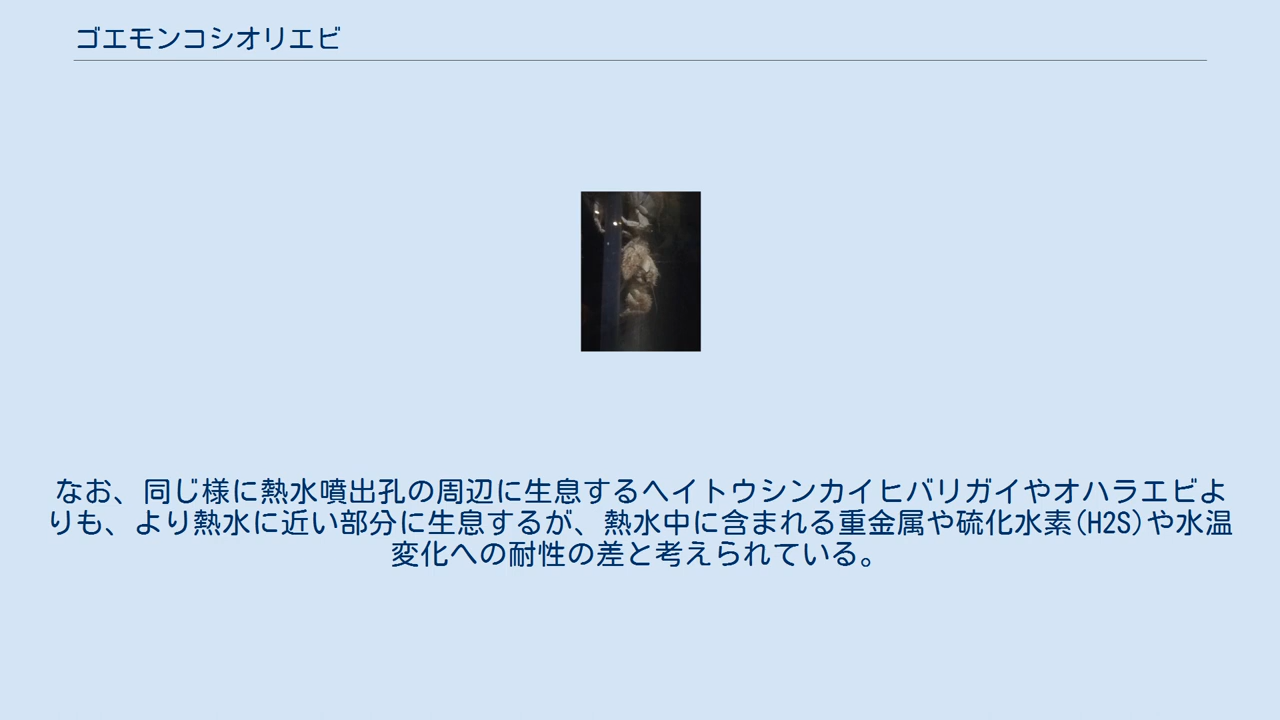 ゴエモンコシオリエビ
なお、同じ様に熱水噴出孔の周辺に生息するヘイトウシンカイヒバリガイやオハラエビよ
りも、より熱水に近い部分に生息するが、熱水中に含まれる重金属や硫化水素(H2S)や水温
変化への耐性の差と考えられている。